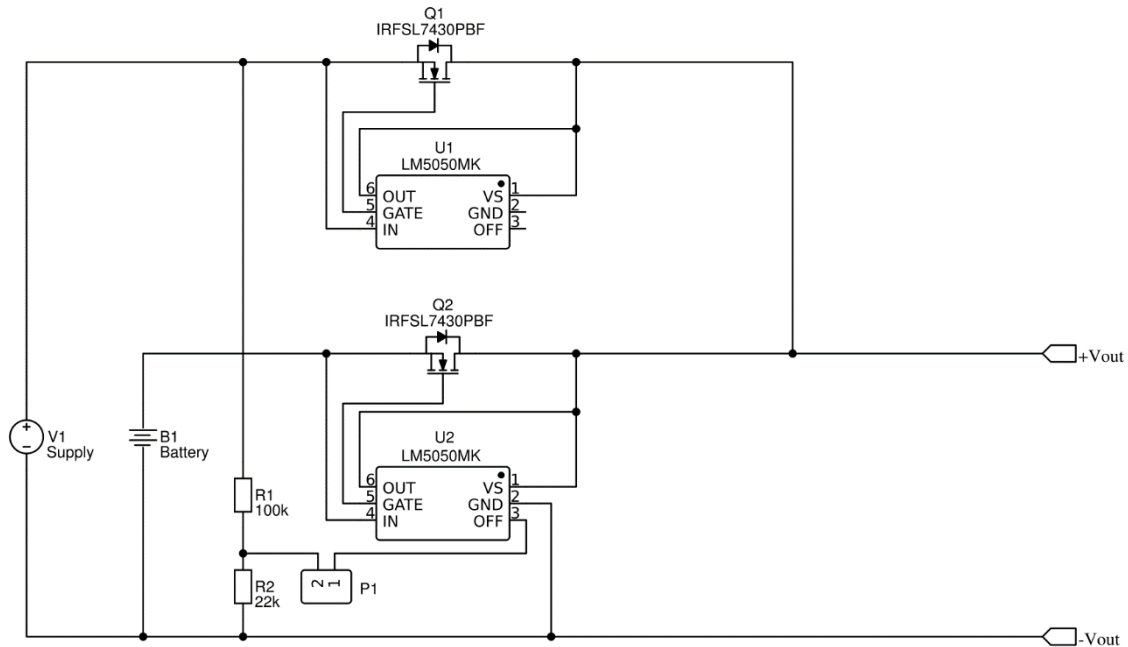 Q1
IRFSL7430PBF
U1
LM5050MK
6 OUT VS 1
5 GATE GND 2
4 IN OFF 3
Q2
IRFSL7430PBF
+Vout
+
-
V1
Supply
B1
Battery
U2
LM5050MK
6 OUT VS 1
5 GATE GND 2
4 IN OFF 3
R1
100k
R2
22k
2 1
P1
-Vout